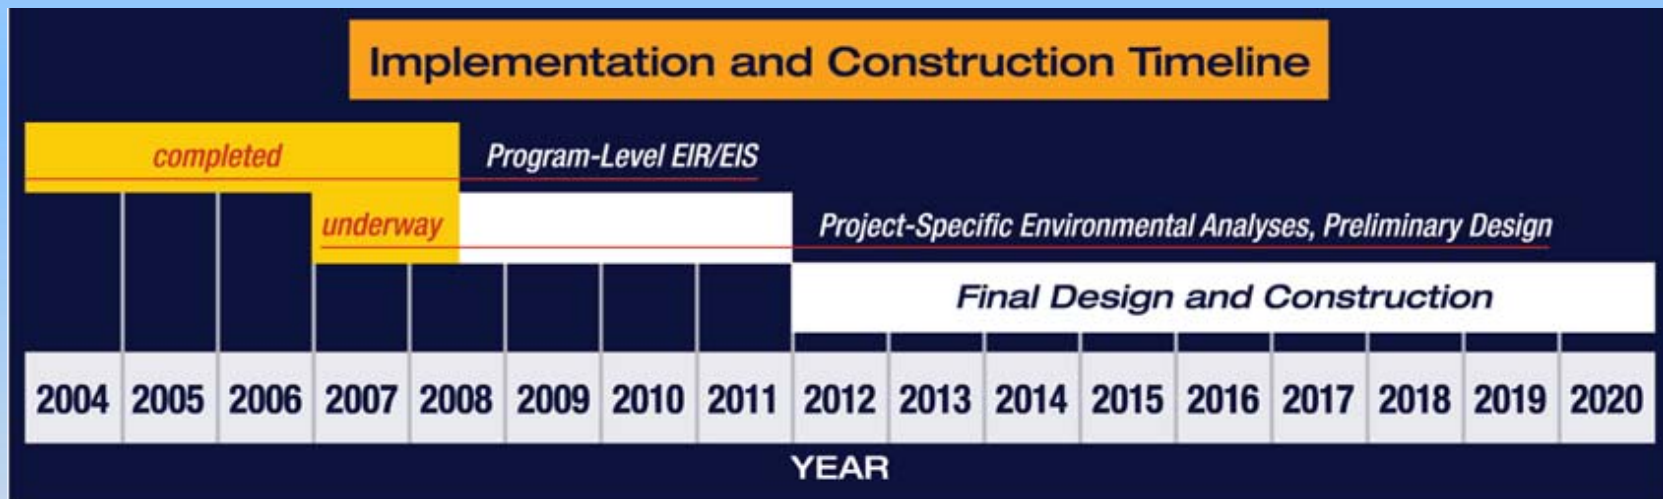 Implementation and Construction Timeline
completed Program-Level EIR/EIS
underway Project-Specific Environmental Analyses, Preliminary Design
Final Design and Construction
2004 2005 2006 2007 2008 2009 2010 2011 2012 2013 2014 2015 2016 2017 2018 2019 2020
YEAR